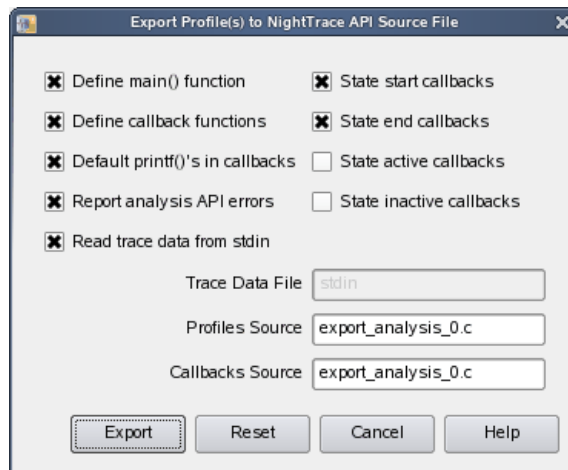 Export Profile(s) to NightTrace API Source File
Define main() function
State start callbacks
Define callback functions
State end callbacks
Default printf()'s in callbacks
State active callbacks
Report analysis API errors
State inactive callbacks
Read trace data from stdin
Trace Data File stdin
Profiles Source export_analysis_0.c
Callbacks Source export_analysis_0.c
Export Reset Cancel Help